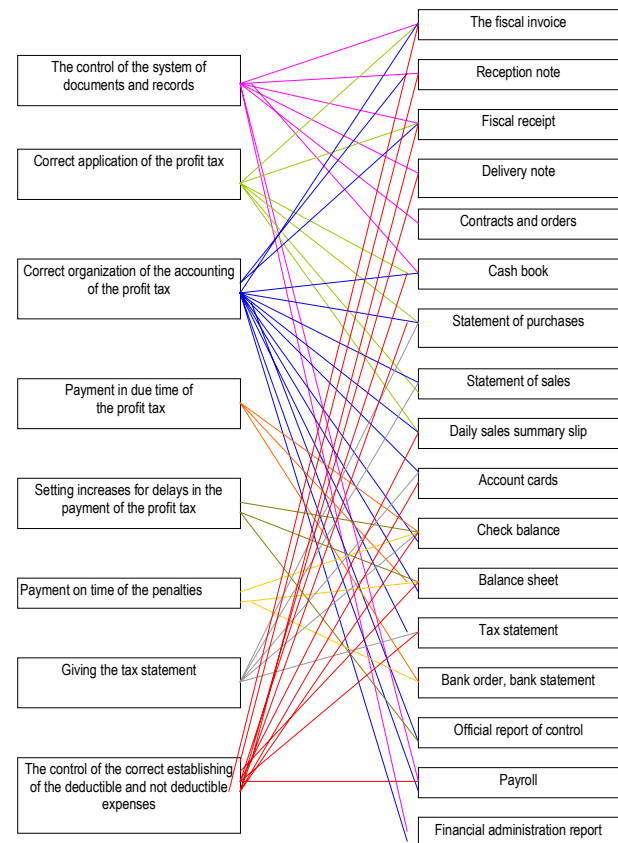 The control of the system of
documents and records
Correct application of the profit tax
Correct organization of the accounting
of the profit tax
Payment in due time of
the profit tax
Setting increases for delays in the
payment of the profit tax
Payment on time of the penalties
Giving the tax statement
The control of the correct establishing
of the deductible and not deductible
expenses
The fiscal invoice
Reception note
Fiscal receipt
Delivery note
Contracts and orders
Cash book
Statement of purchases
Statement of sales
Daily sales summary slip
Account cards
Check balance
Balance sheet
Tax statement
Bank order, bank statement
Official report of control
Payroll
Financial administration report